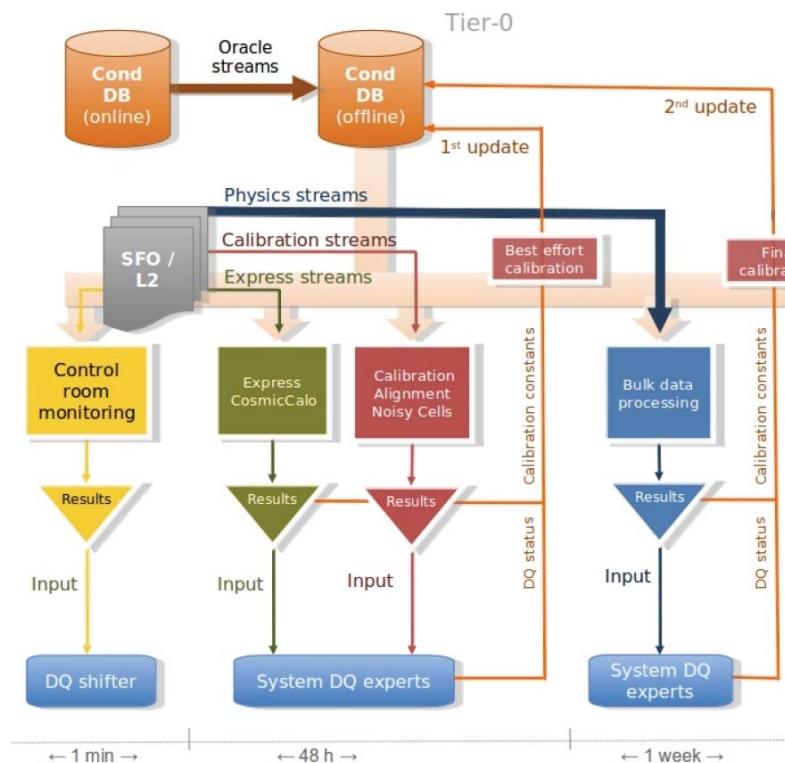 Tier-0
Oracle
streams
Cond
DB
(online)
Cond
DB
(offline)
2nd update
1st update
Physics streams
SFO /
L2
Calibration streams
Express streams
Best effort
calibration
Fin
calibra
Control
room
monitoring
Express
CosmicCalo
Calibration
Alignment
Noisy Cells
Calibration constants
Bulk data
processing
Calibration constants
Results
Results
Results
Results
DQ status
DQ status
Input
Input
Input
Input
DQ shifter
System DQ experts
System DQ
experts
← 1 min →
← 48 h →
← 1 week →